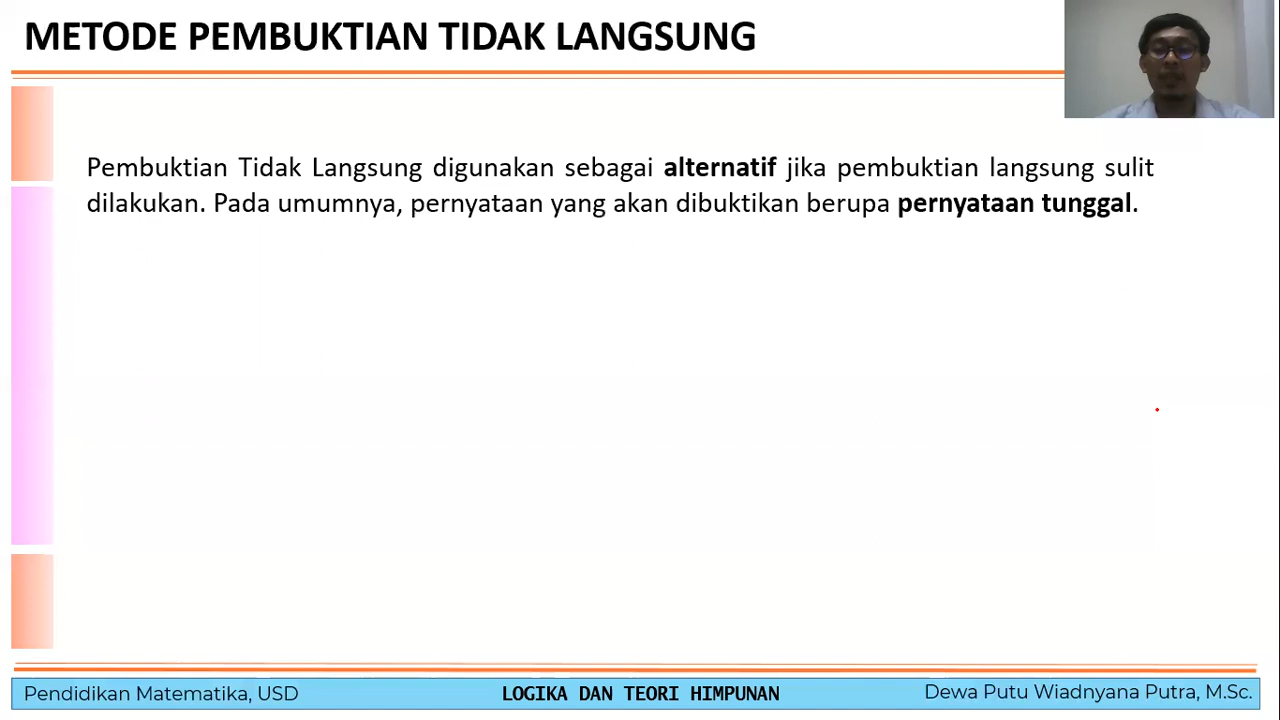 METODE PEMBUKTIAN TIDAK LANGSUNG
Pembuktian Tidak Langsung digunakan sebagai alternatif jika pembuktian langsung sulit
dilakukan. Pada umumnya, pernyataan yang akan dibuktikan berupa pernyataan tunggal.
Pendidikan Matematika, USD
LOGIKA DAN TEORI HIMPUNAN
Dewa Putu Wiadnyana Putra, M.Sc.